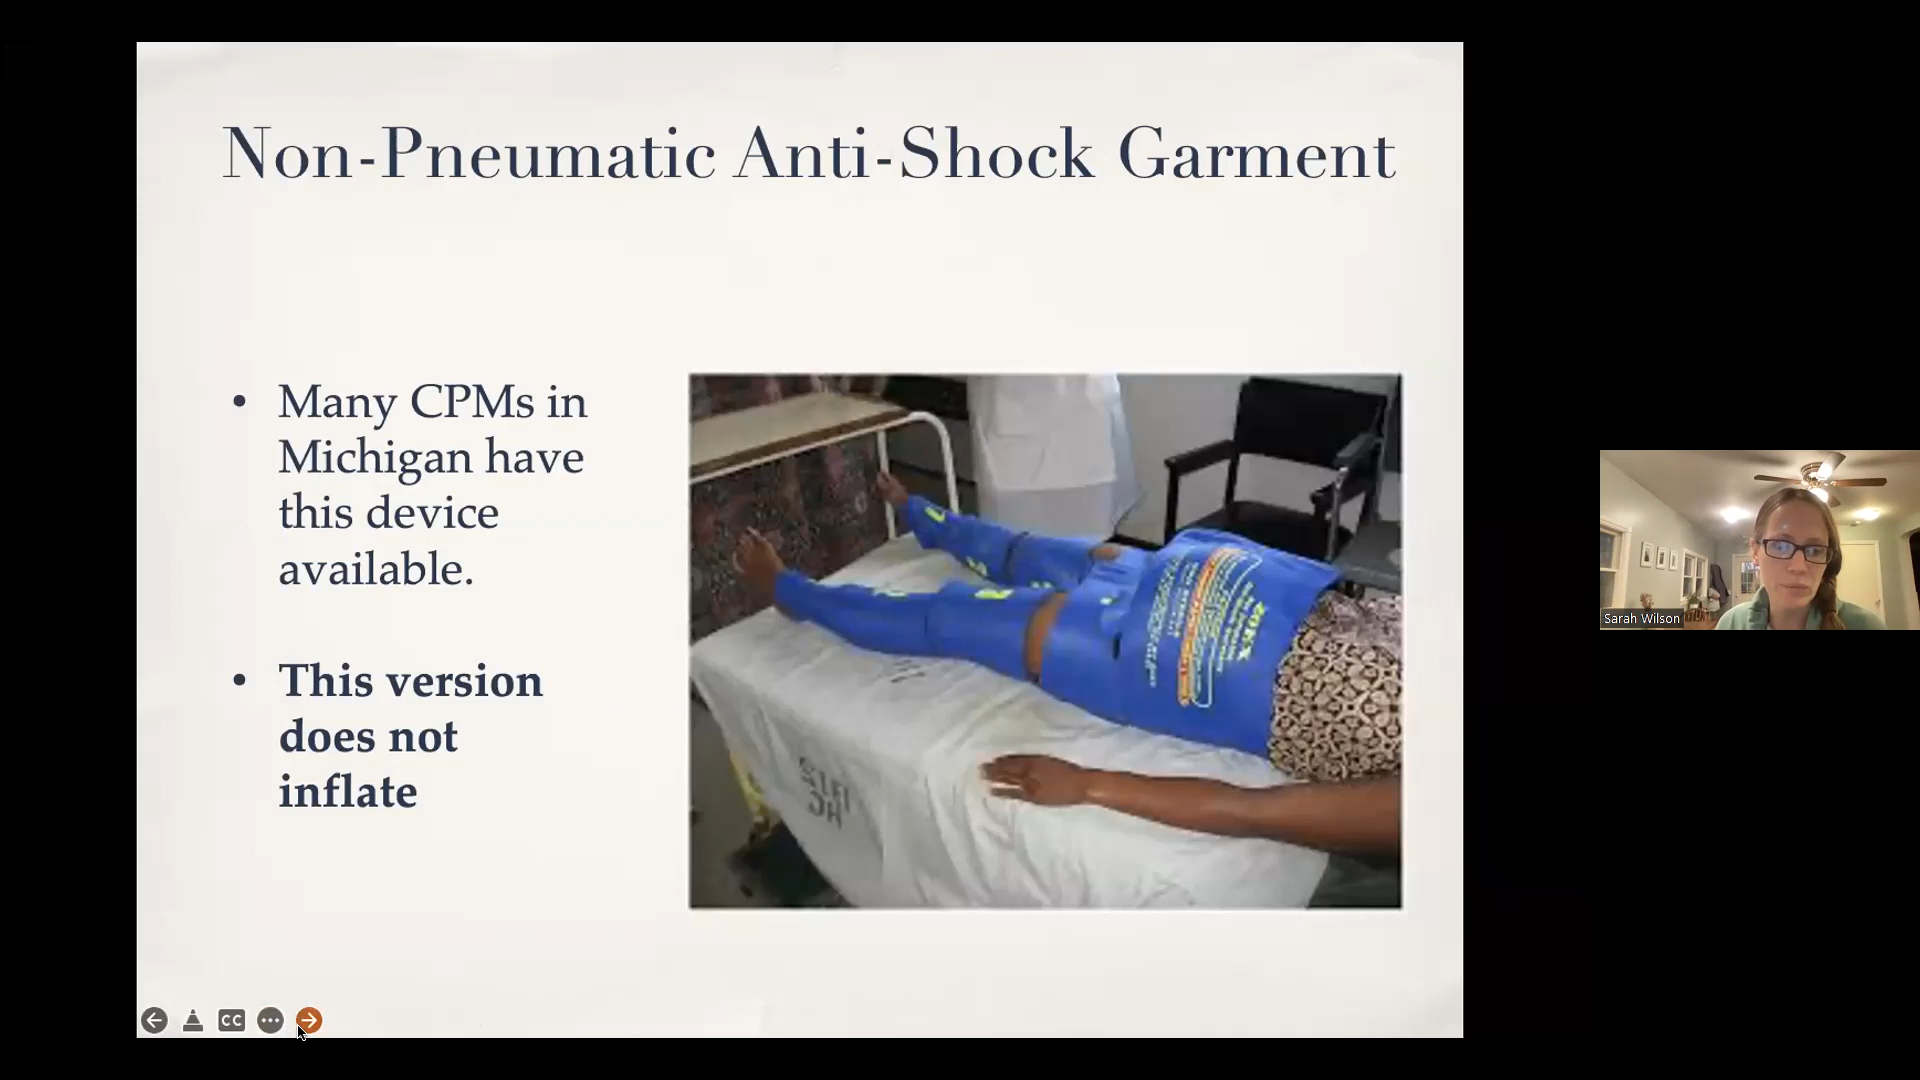 Non-Pneumatic Anti-Shock Garment
• Many CPMs in
Michigan have
this device
available.
• This version
does not
inflate
Sarah Wilson
CC